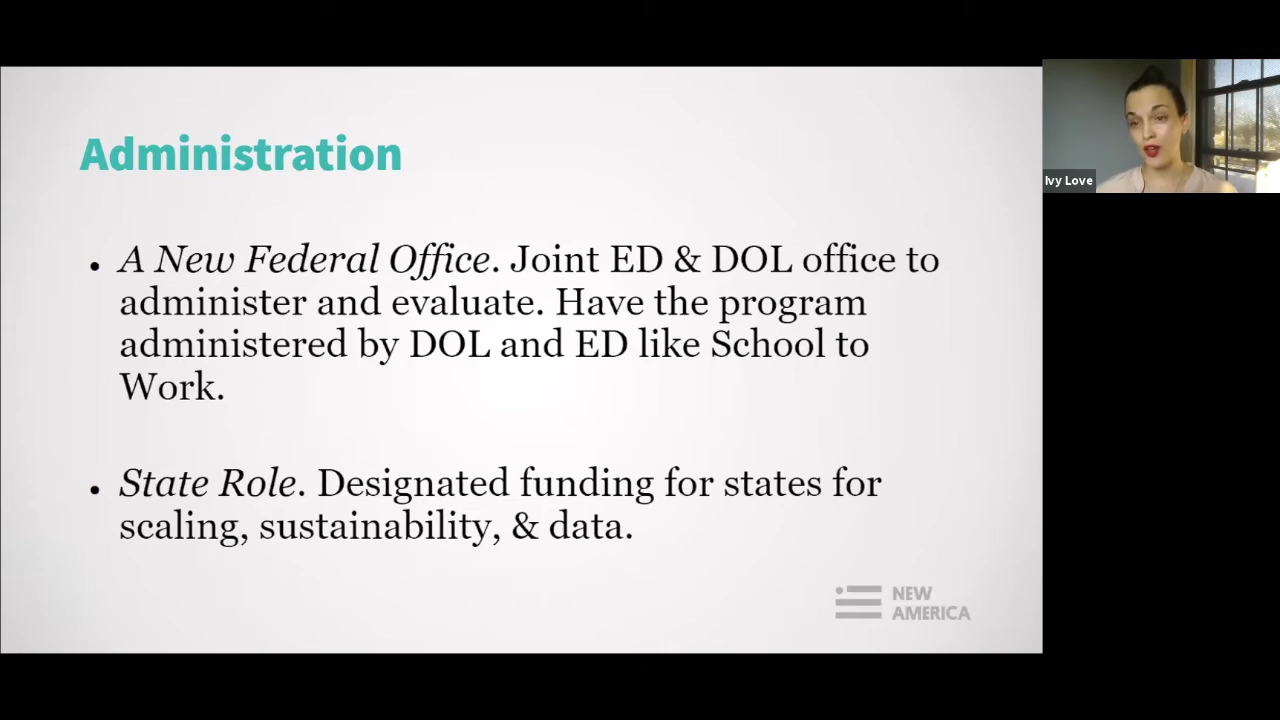 Administration
• A New Federal Office. Joint ED & DOL office to
administer and evaluate. Have the program
administered by DOL and ED like School to
Work.
• State Role. Designated funding for states for
scaling, sustainability, & data.
NEW
AMERICA
Ivy Love